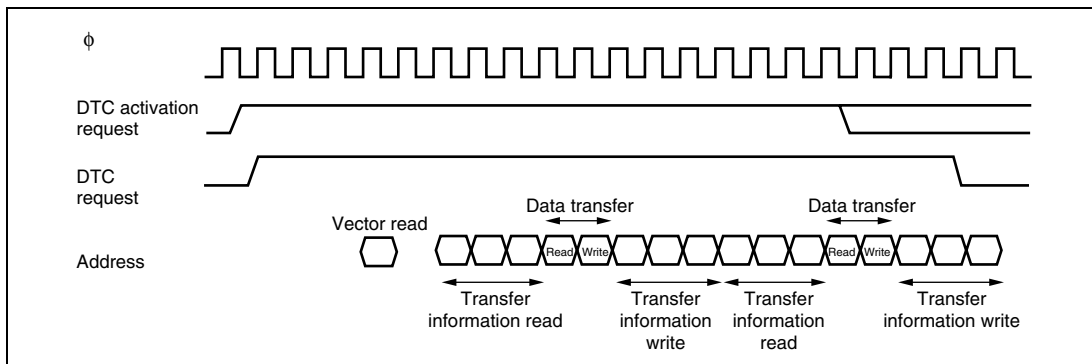 ϕ
DTC activation
request
DTC
request
Data transfer
Data transfer
Vector read
Address
Read
Write
Read
Write
Transfer
information read
Transfer
information
write
Transfer
information
read
Transfer
information write